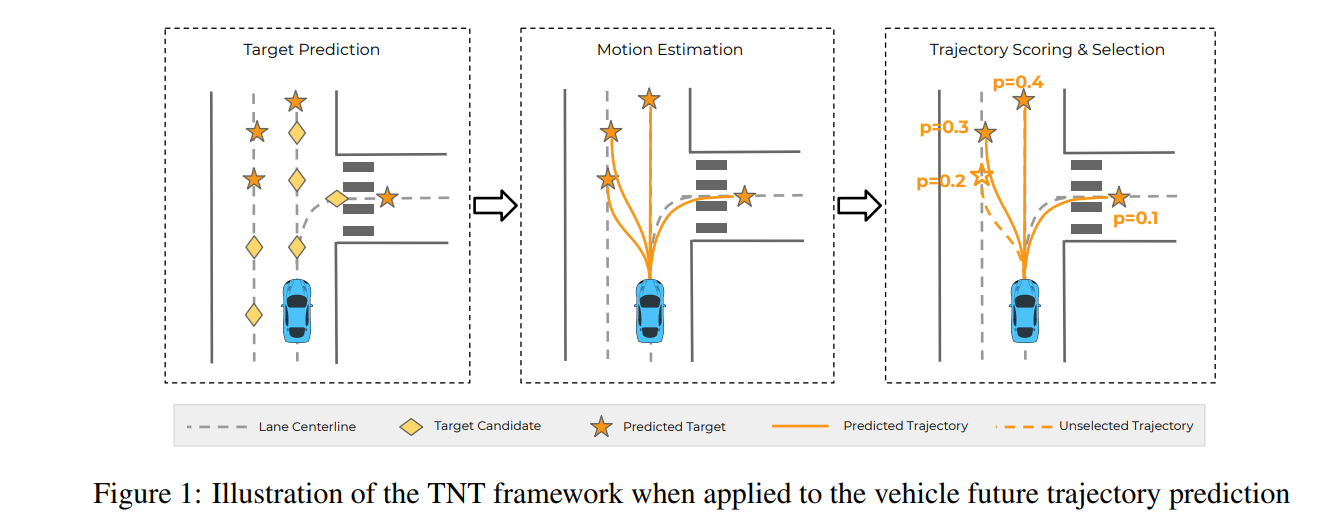 Target Prediction
Motion Estimation
Trajectory Scoring & Selection
p=0.4
p=0.3
p=0.2
p=0.1
Lane Centerline
Target Candidate
Predicted Target
Predicted Trajectory
Unselected Trajectory
Figure 1: Illustration of the TNT framework when applied to the vehicle future trajectory prediction